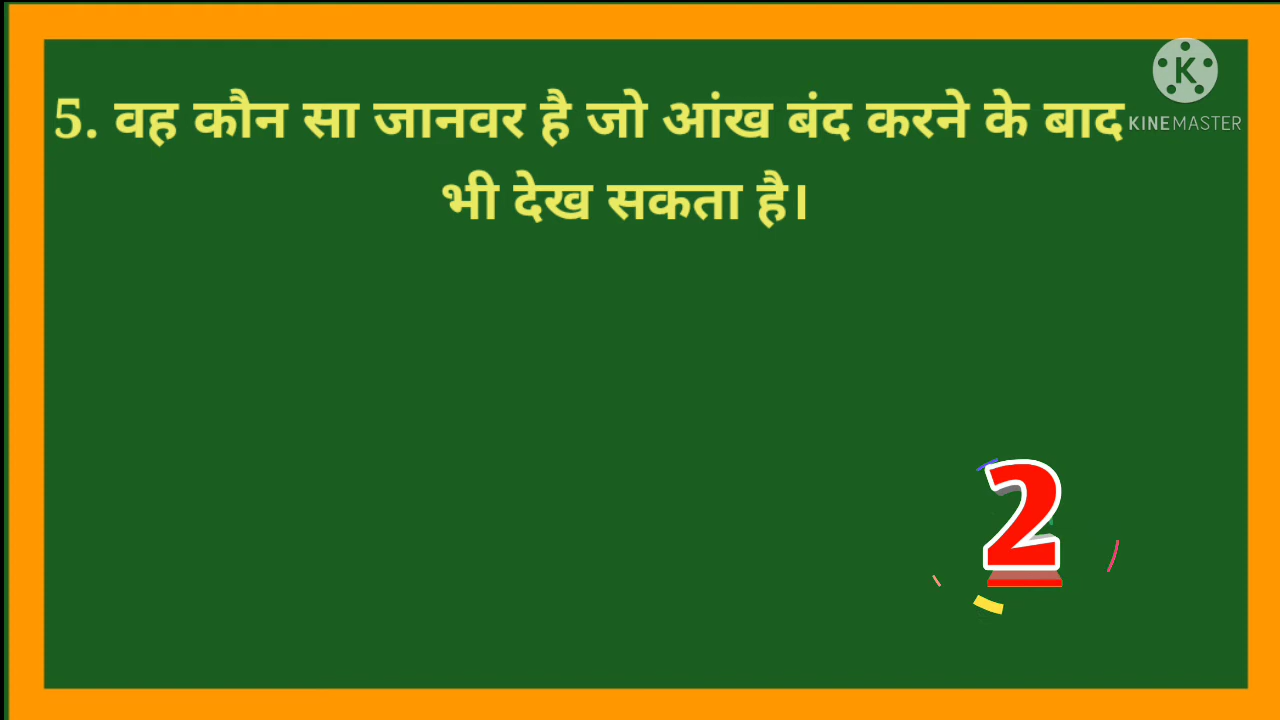 5. वह कौन सा जानवर है जो आंख बंद करने के बाद
भी देख सकता है।
K
KINEMASTER
2